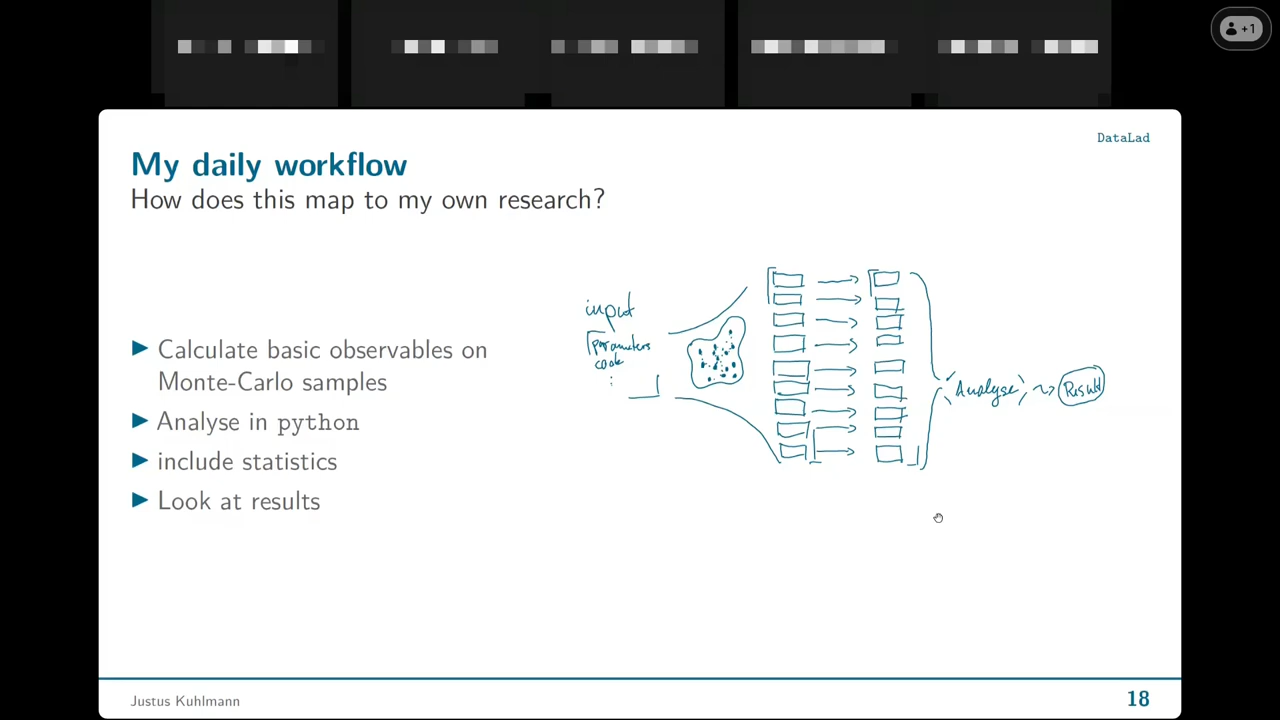 +1
DataLad
My daily workflow
How does this map to my own research?
input
parameters
code
Calculate basic observables on
Monte-Carlo samples
Analyse in python
include statistics
Look at results
Analyse
Result
Justus Kuhlmann
18